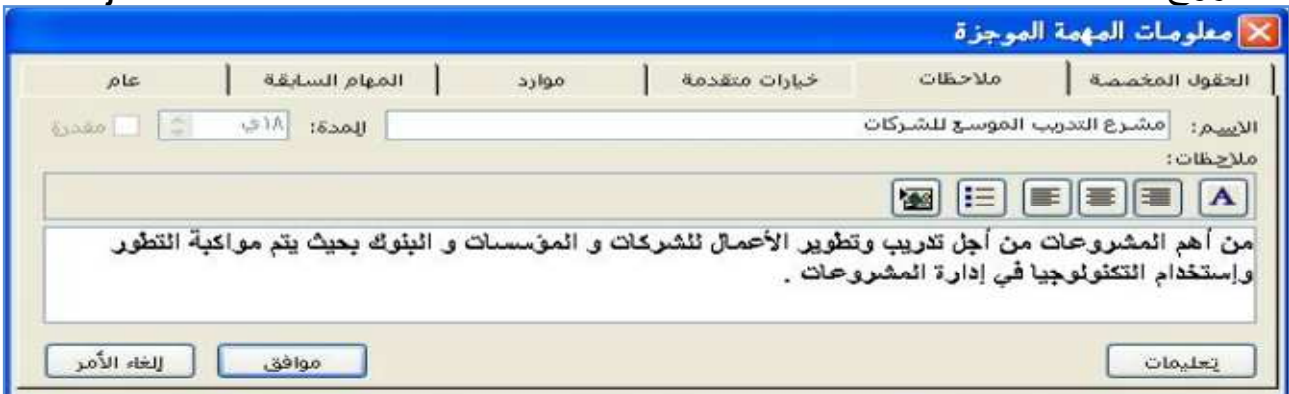 معلومات المهمة الموجزة
عام المهام السابقة موارد خيارات متقدمة ملاحظات الحقول المخصصة
الاسم: مشرع التدريب الموسع للشركات المدة: ١٨ي مقدرة
ملاحظات:
A
من أهم المشروعات من أجل تدريب وتطوير الأعمال للشركات و المؤسسات و البنوك بحيث يتم مواكبة التطور
وإستخدام التكنولوجيا في إدارة المشروعات .
تعليمات موافق إلغاء الأمر